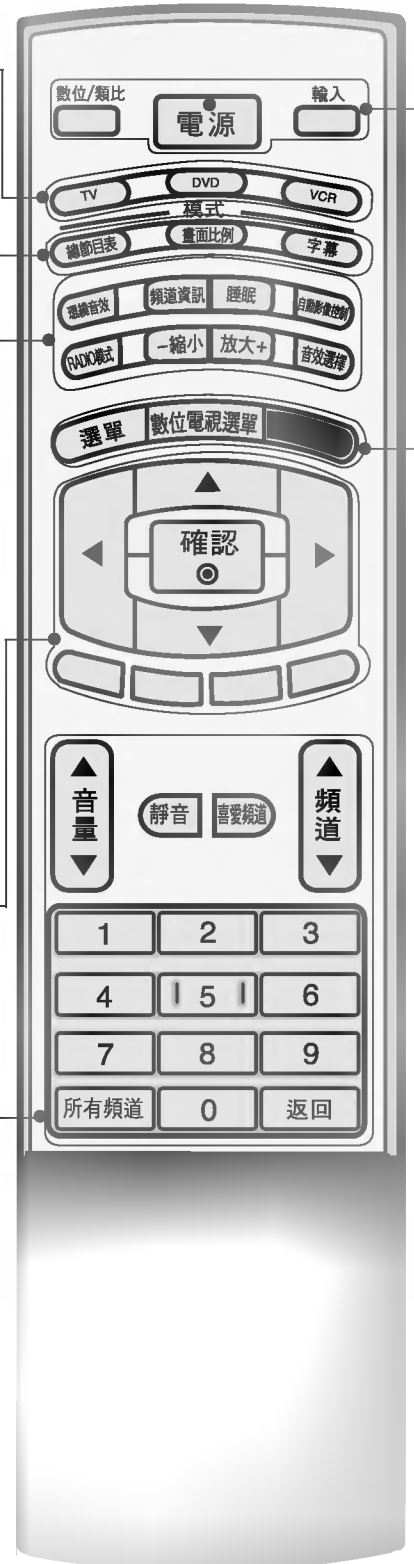 數位/類比
電源
輸入
TV
DVD
VCR
模式
總節目表
畫面比例
字幕
環繞音效
頻道資訊
睡眠
自動影像控制
RADIO模式
-縮小
放大+
音效選擇
選單
數位電視選單
確認
音量
靜音
喜愛頻道
頻道
1 2 3
4 5 6
7 8 9
所有頻道 0 返回